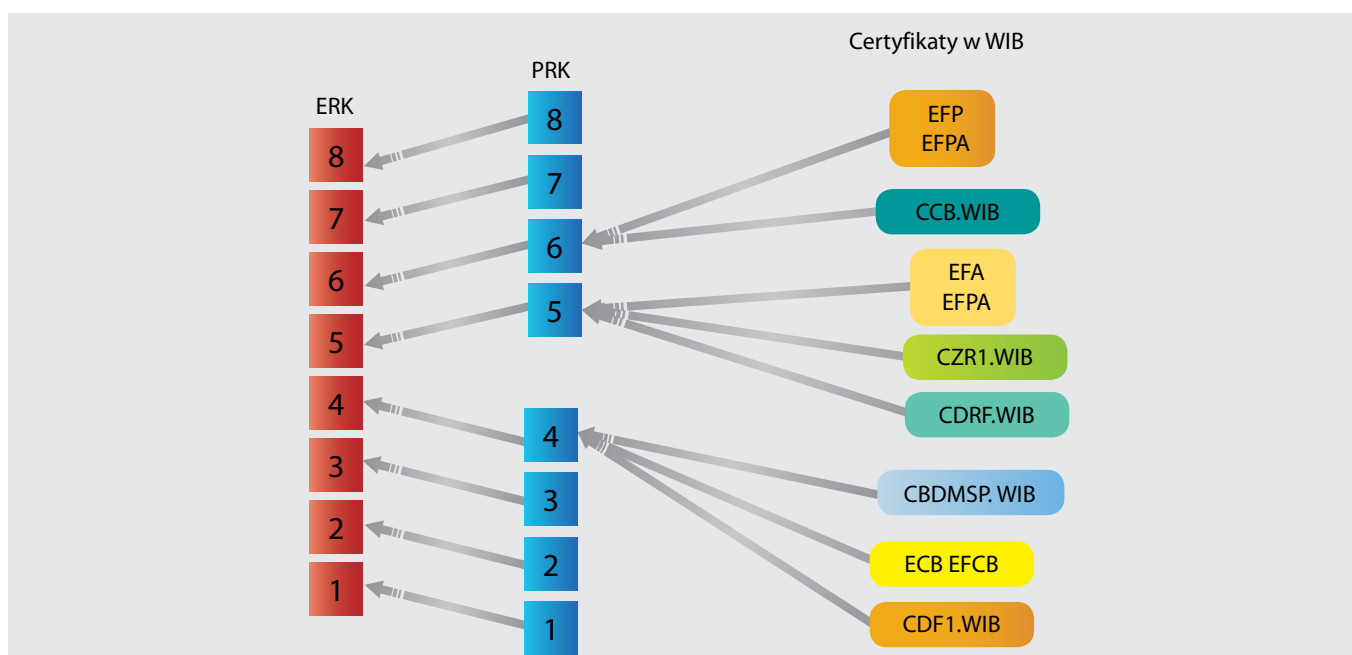 Certyfikaty w WIB
PRK
ERK
8
7
6
5
4
3
2
1
8
7
6
5
4
3
2
1
EFP
EFPA
CCB.WIB
EFA
EFPA
CZR1.WIB
CDRF.WIB
CBDMSP. WIB
ECB EFCB
CDF1.WIB